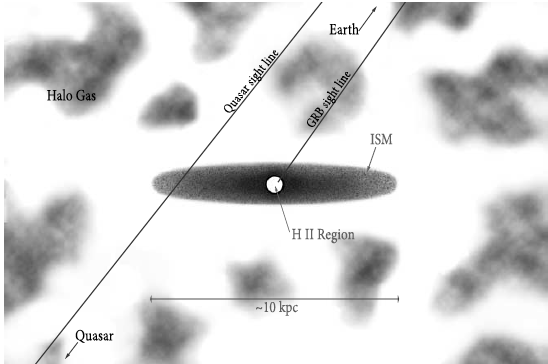 Earth
Quasar sight line
GRB sight line
Halo Gas
ISM
H II Region
~10 kpc
Quasar